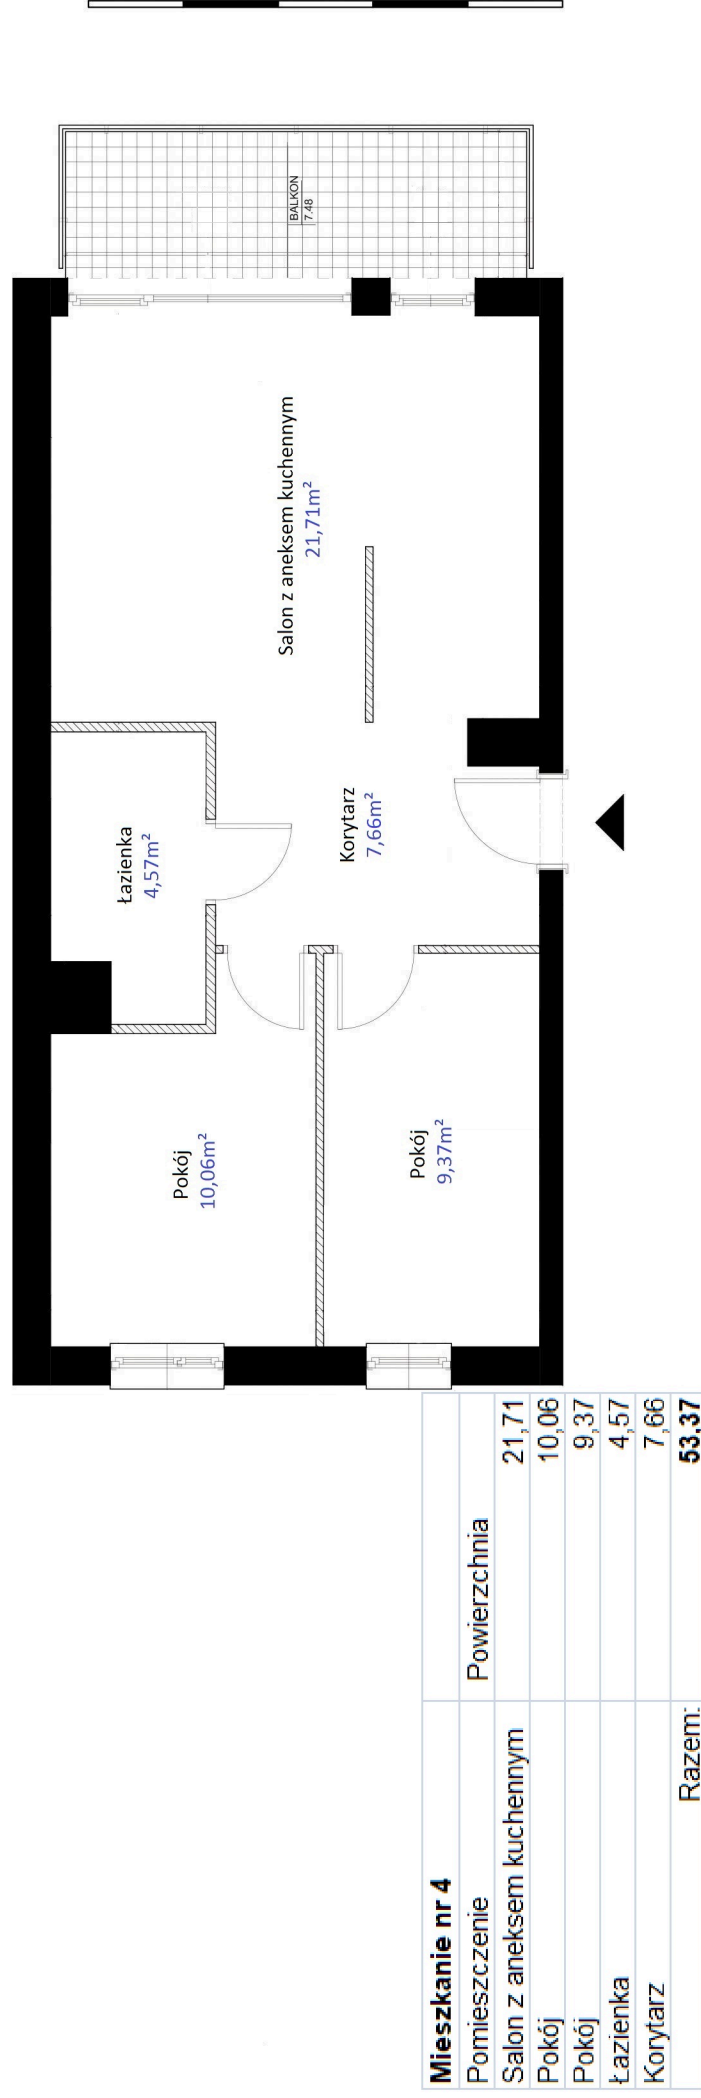 BALKON
7.48
Salon z aneksem kuchennym
21,71m²
Łazienka
4,57m²
Korytarz
7,66m²
Pokój
10,06m²
Pokój
9,37m²
Mieszkanie nr 4
Pomieszczenie Powierzchnia
Salon z aneksem kuchennym 21,71
Pokój 10,06
Pokój 9,37
Łazienka 4,57
Korytarz 7,66
Razem: 53,37